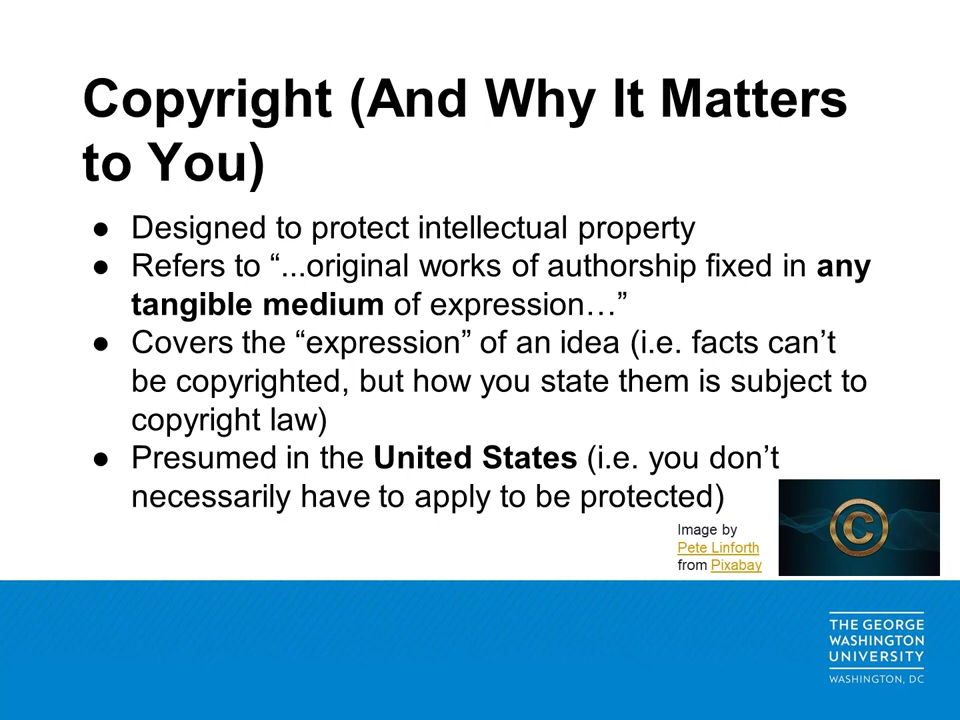 Copyright (And Why It Matters
to You)
● Designed to protect intellectual property
● Refers to “...original works of authorship fixed in any
tangible medium of expression…”
● Covers the “expression” of an idea (i.e. facts can’t
be copyrighted, but how you state them is subject to
copyright law)
● Presumed in the United States (i.e. you don’t
necessarily have to apply to be protected)
Image by
Pete Linforth
from Pixabay
©
THE GEORGE
WASHINGTON
UNIVERSITY
WASHINGTON, DC